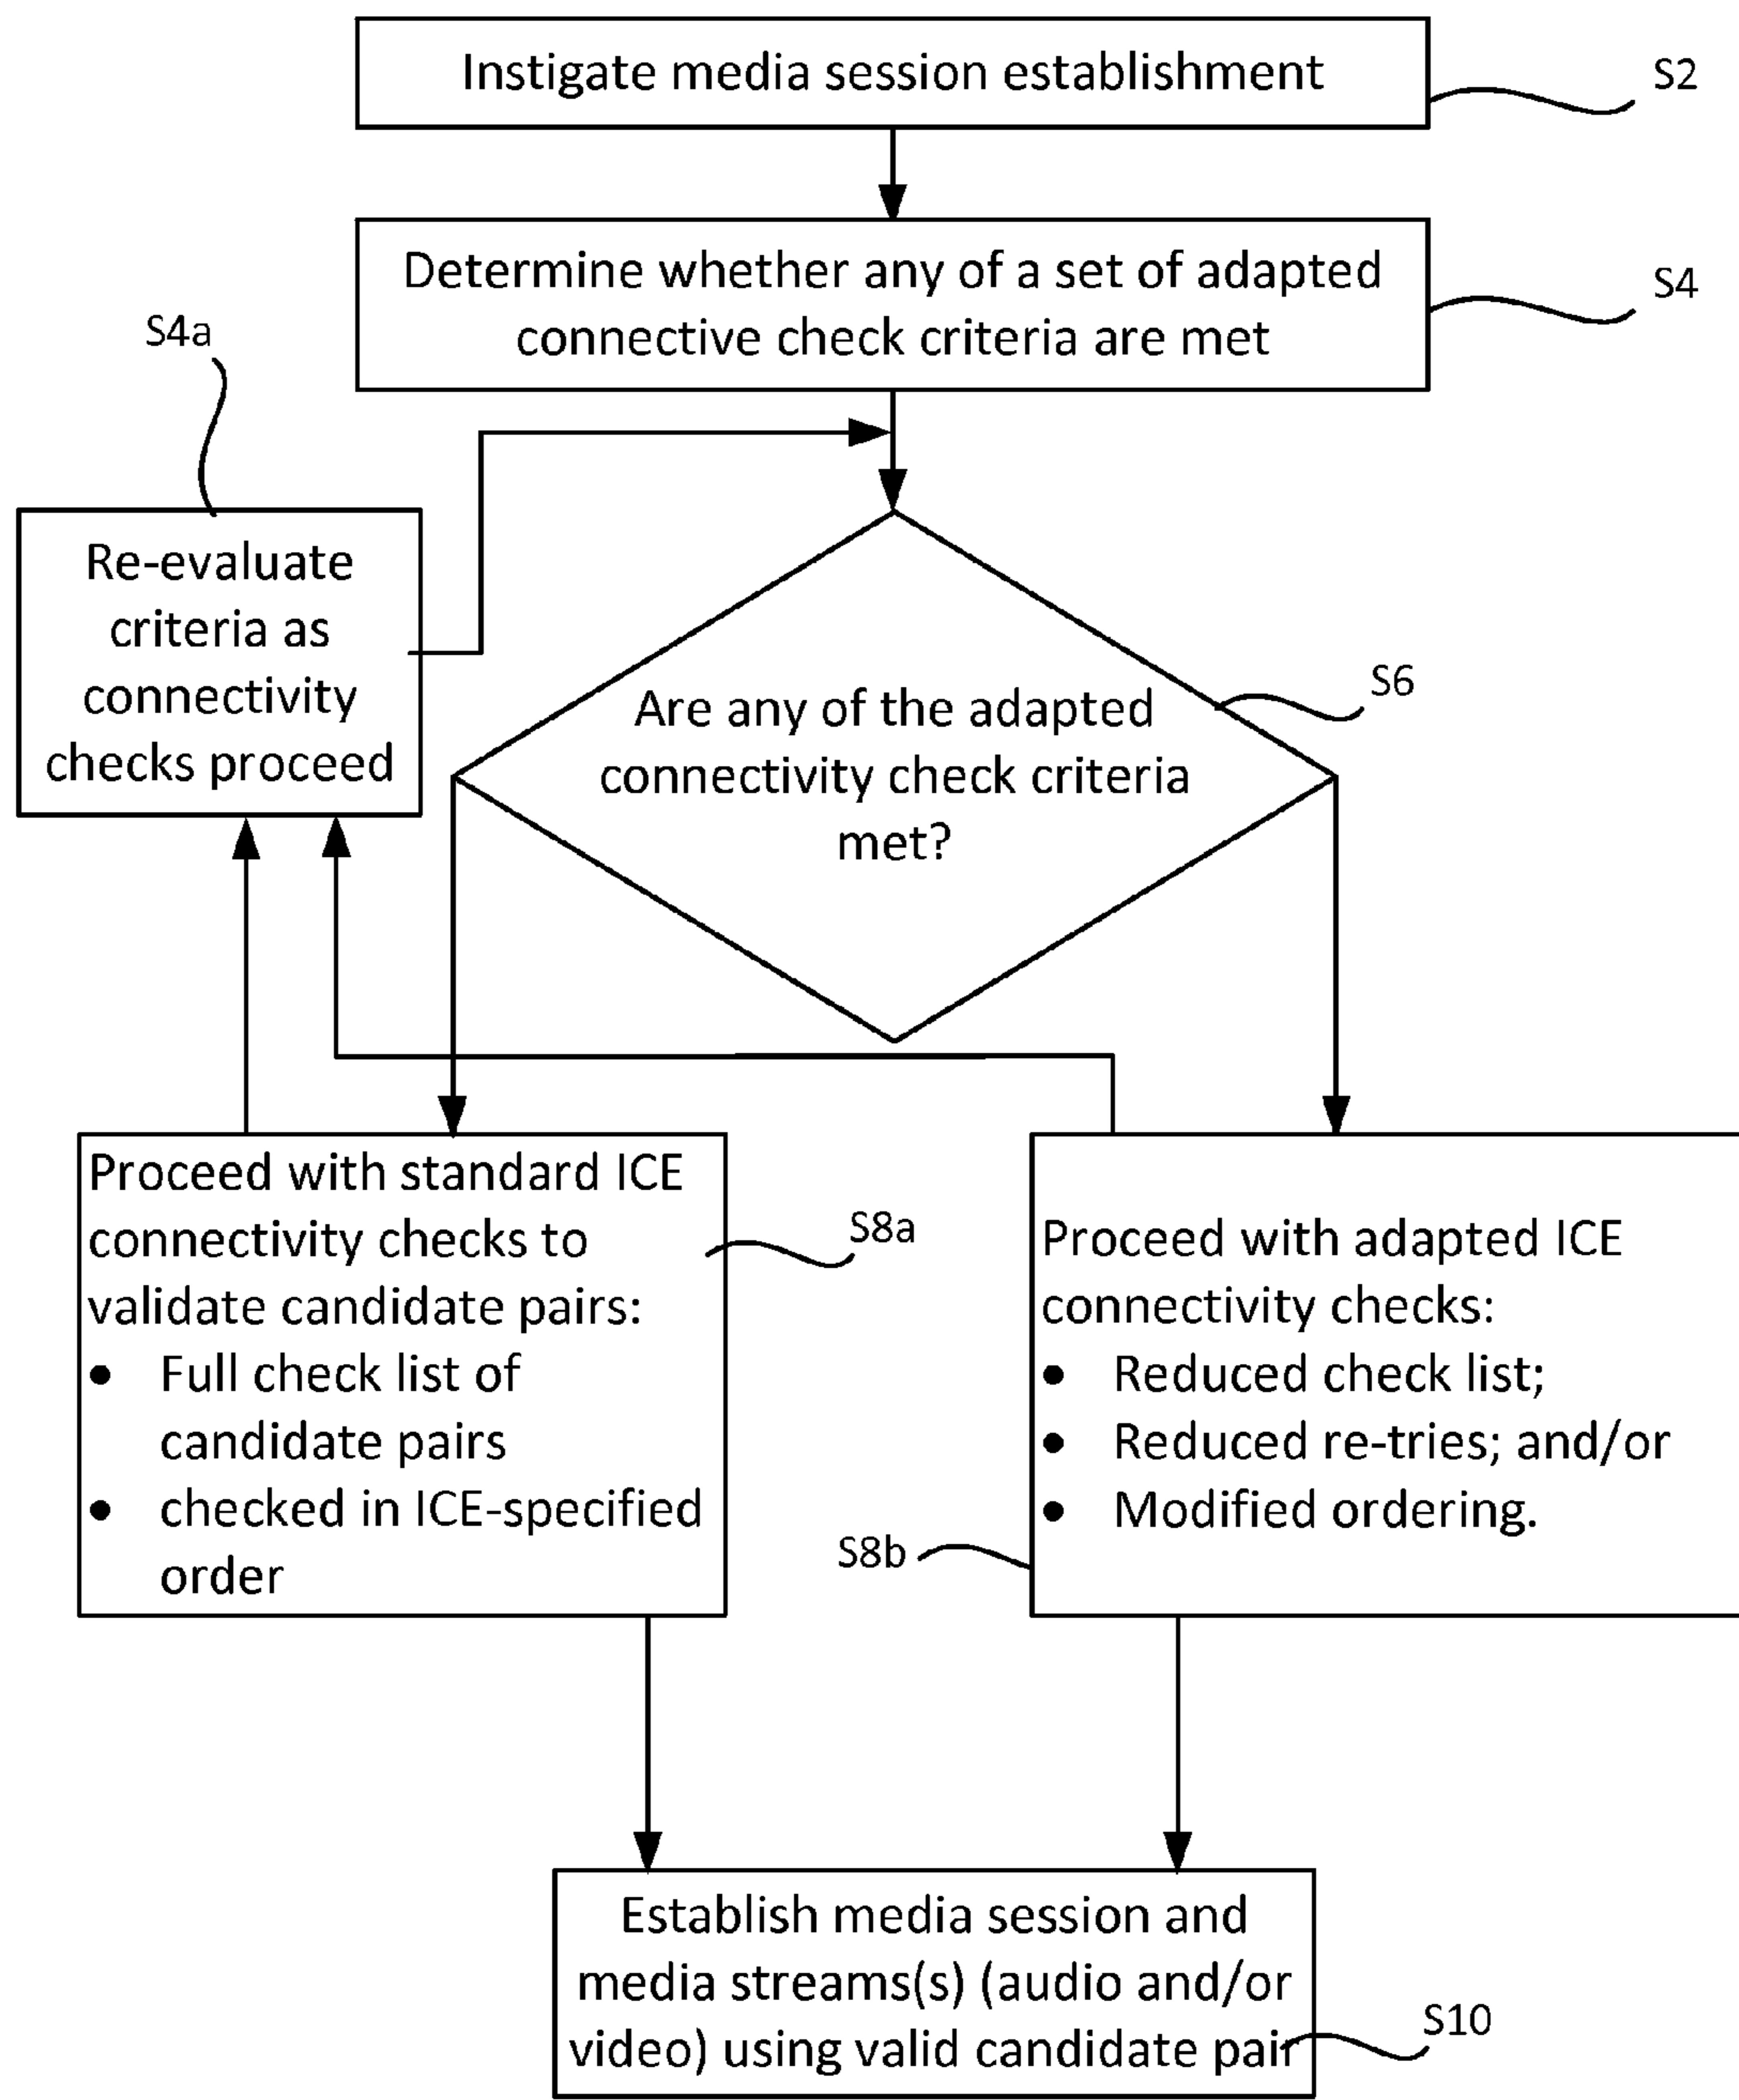 Instigate media session establishment
S2
Determine whether any of a set of adapted
connective check criteria are met
S4
S4a
Re-evaluate
criteria as
connectivity
checks proceed
Are any of the adapted
connectivity check criteria
met?
S6
Proceed with standard ICE
connectivity checks to
validate candidate pairs:
• Full check list of
candidate pairs
• checked in ICE-specified
order
S8a
Proceed with adapted ICE
connectivity checks:
• Reduced check list;
• Reduced re-tries; and/or
• Modified ordering.
S8b
Establish media session and
media streams(s) (audio and/or
video) using valid candidate pair
S10